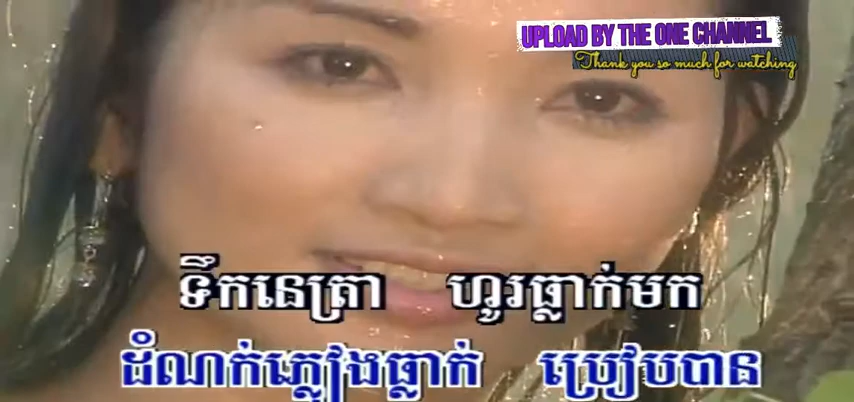 UPLOAD BY THE ONE CHANNEL
Thank you so much for watching
ទឹកនេត្រា ហូរធ្លាក់មក
ដំណក់ភ្លៀងធ្លាក់ ប្រៀបបាន